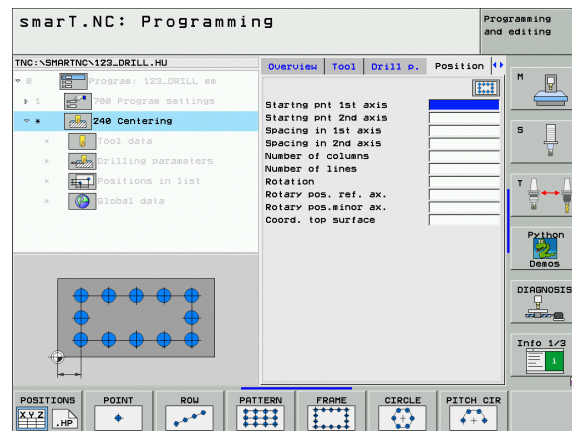 smarT.NC: Programming
Programming and editing
TNC:\SMARTNC\123_DRILL.HU
0 Program: 123_DRILL mm
1 700 Program settings
* 240 Centering
* Tool data
* Drilling parameters
* Positions in list
* Global data
Overview Tool Drill p. Position
Startng pnt 1st axis
Startng pnt 2nd axis
Spacing in 1st axis
Spacing in 2nd axis
Number of columns
Number of lines
Rotation
Rotary pos. ref. ax.
Rotary pos.minor ax.
Coord. top surface
M
S
T
Python Demos
DIAGNOSIS
Info 1/3
POSITIONS
X,Y,Z
.HP
POINT
ROW
PATTERN
FRAME
CIRCLE
PITCH CIR